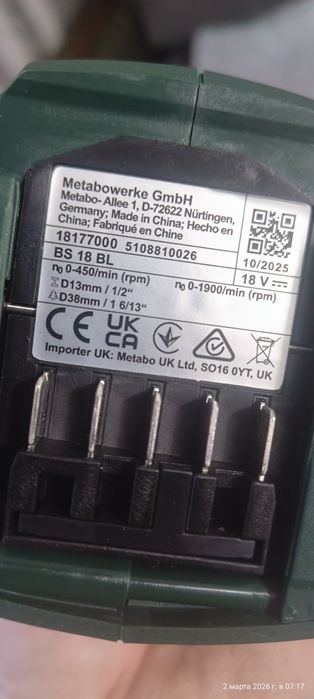 Metabowerke GmbH
Metabo- Allee 1, D-72622 Nürtingen,
Germany; Made in China; Hecho en
China; Fabriqué en Chine
18177000 5108810026
10/2025
BS 18 BL
18 V
n₀ 0-450/min (rpm)
n₀ 0-1900/min (rpm)
D13mm / 1/2“
D38mm / 1 6/13“
CE UK
CA
Importer UK: Metabo UK Ltd, SO16 0YT, UK
2 марта 2026 г. в 07:17